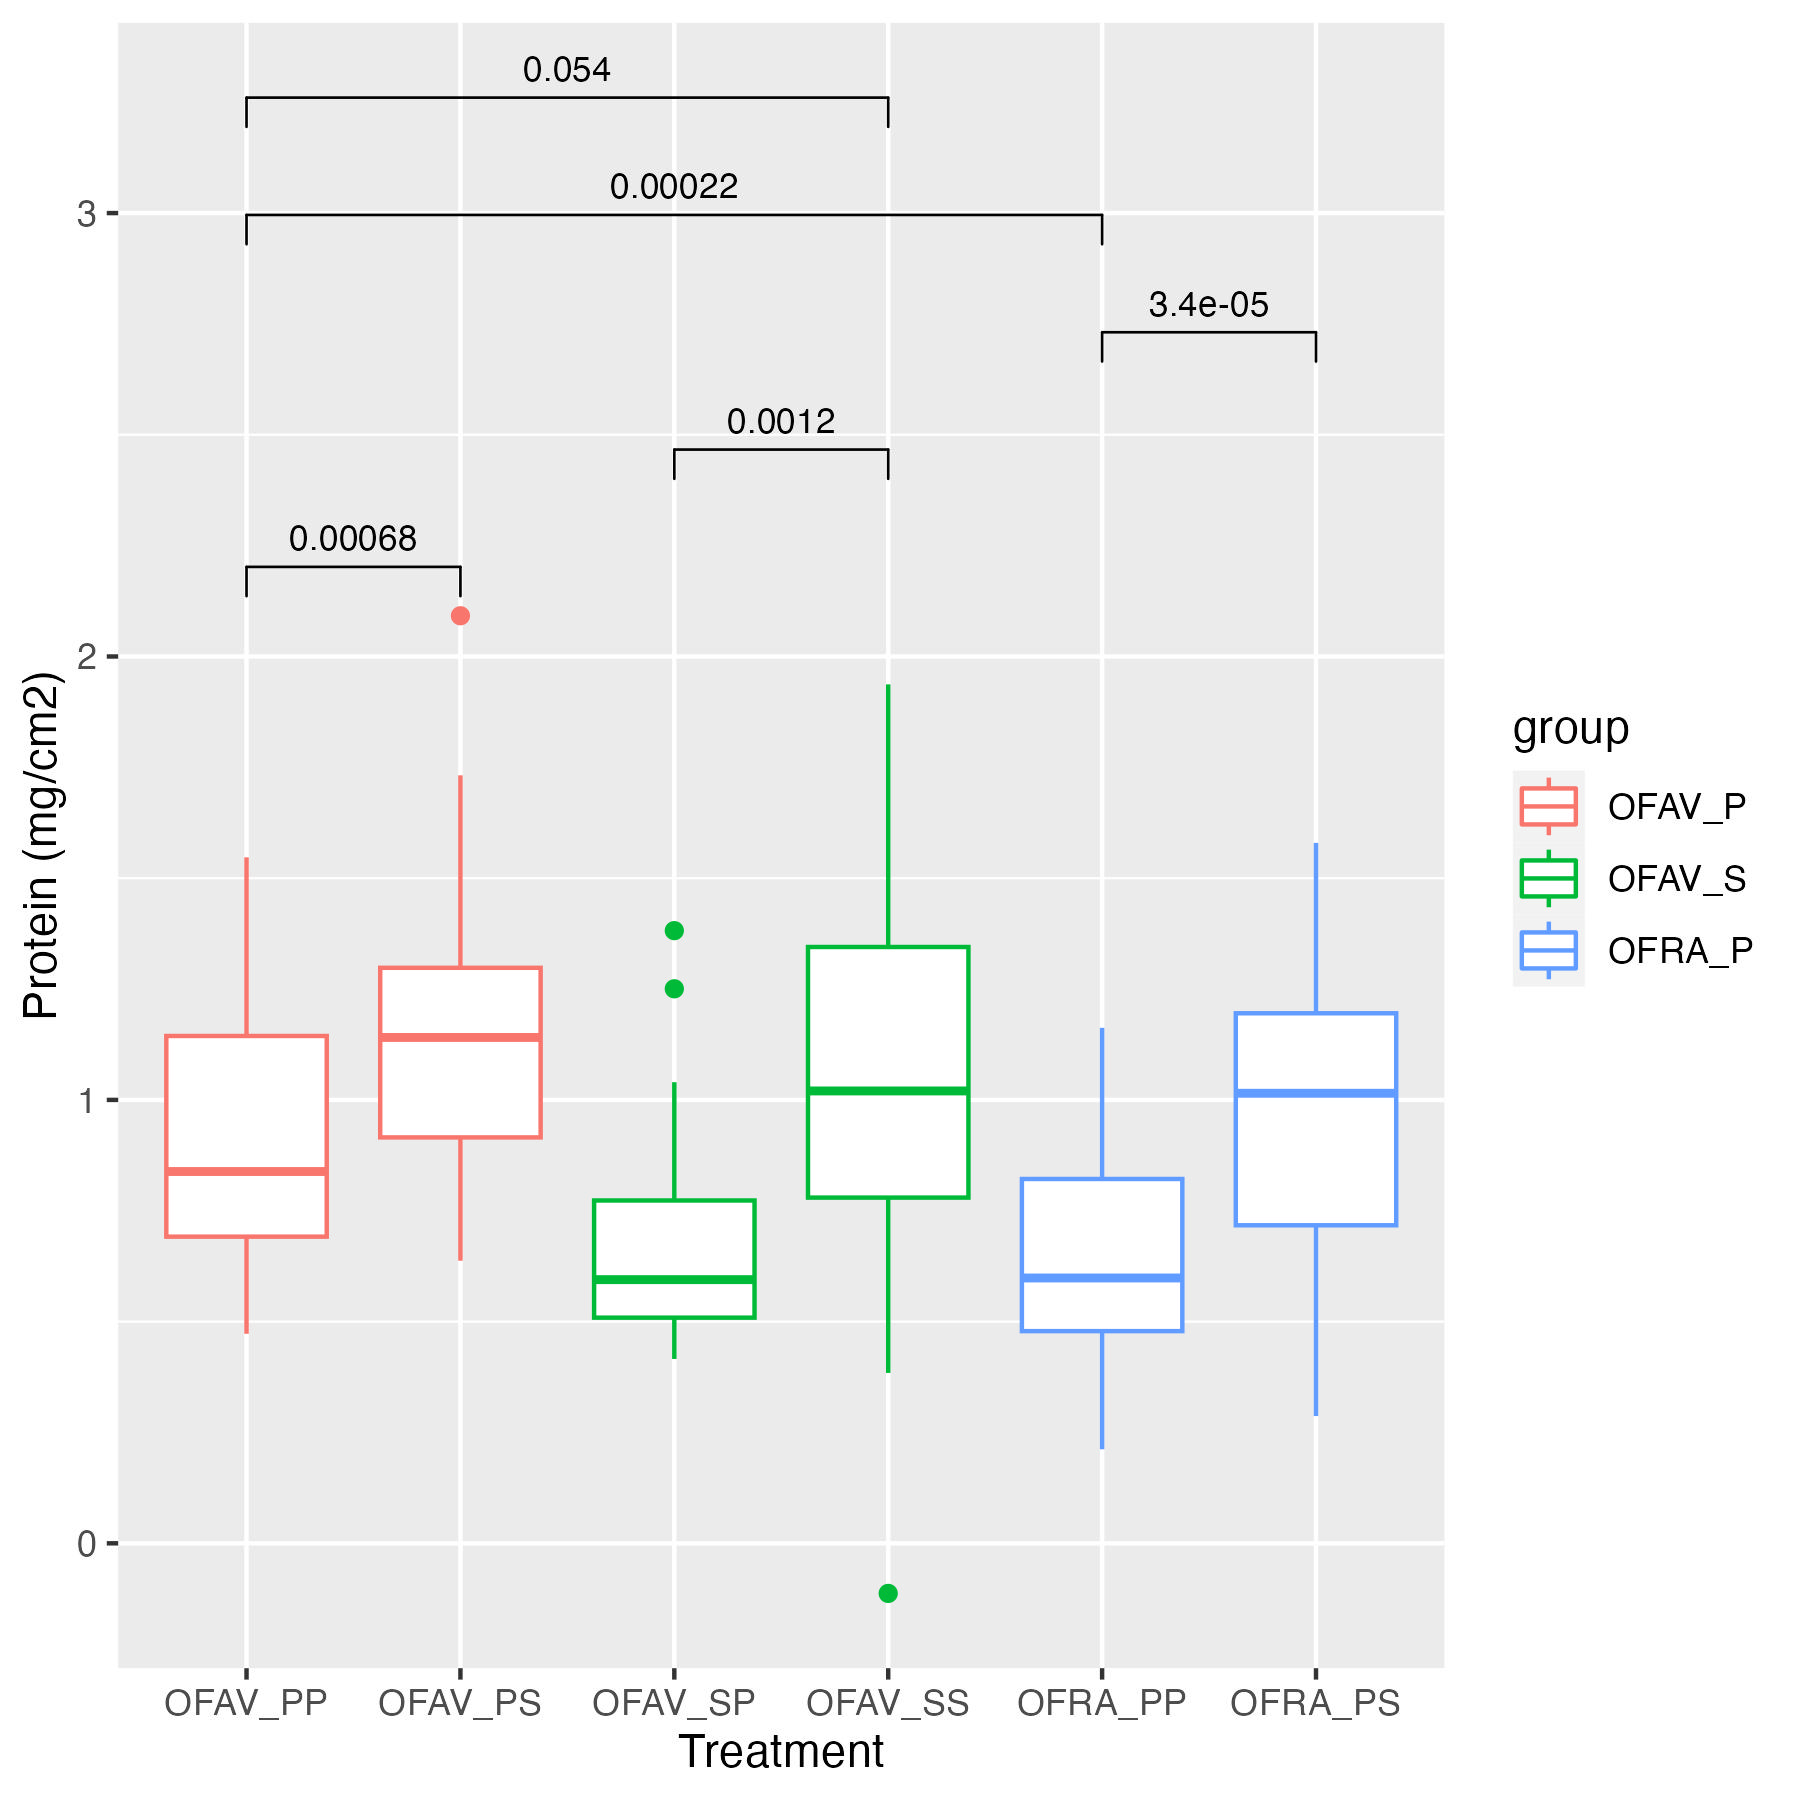 0.054
0.00022
3.4e-05
0.0012
0.00068
3
2
1
0
Protein (mg/cm2)
OFAV_PP OFAV_PS OFAV_SP OFAV_SS OFRA_PP OFRA_PS
Treatment
group
OFAV_P
OFAV_S
OFRA_P